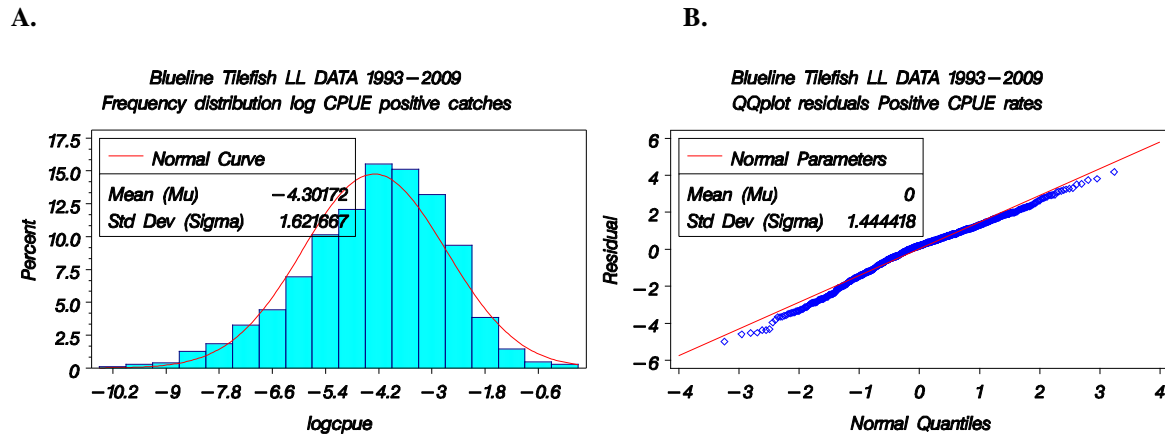 A.
Blueline Tilefish LL DATA 1993−2009
Frequency distribution log CPUE positive catches
Percent
17.5
15.0
12.5
10.0
7.5
5.0
2.5
0
Normal Curve
Mean (Mu) −4.30172
Std Dev (Sigma) 1.621667
−10.2 −9 −7.8 −6.6 −5.4 −4.2 −3 −1.8 −0.6
logcpue
B.
Blueline Tilefish LL DATA 1993−2009
QQplot residuals Positive CPUE rates
Residual
6
4
2
0
−2
−4
−6
Normal Parameters
Mean (Mu) 0
Std Dev (Sigma) 1.444418
−4 −3 −2 −1 0 1 2 3 4
Normal Quantiles